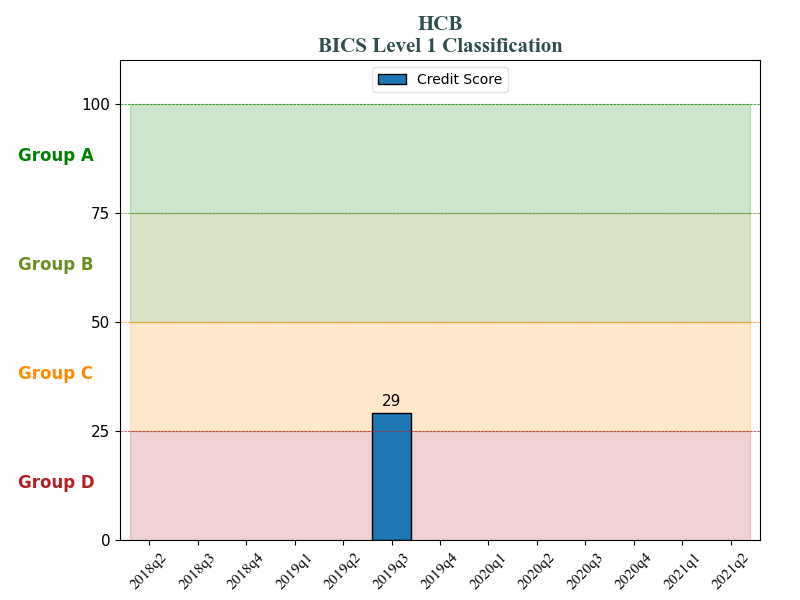 HCB
BICS Level 1 Classification
Credit Score
100
Group A
75
Group B
50
Group C
29
25
Group D
0
2018q2 2018q3 2018q4 2019q1 2019q2 2019q3 2019q4 2020q1 2020q2 2020q3 2020q4 2021q1 2021q2